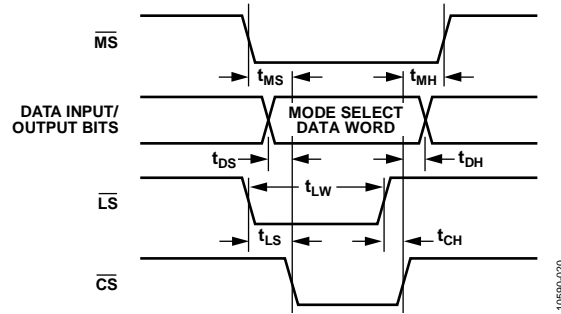 MS
tMS
tMH
DATA INPUT/
OUTPUT BITS
MODE SELECT
DATA WORD
tDS
tDH
LS
tLW
tLS
tCH
CS
10590-020